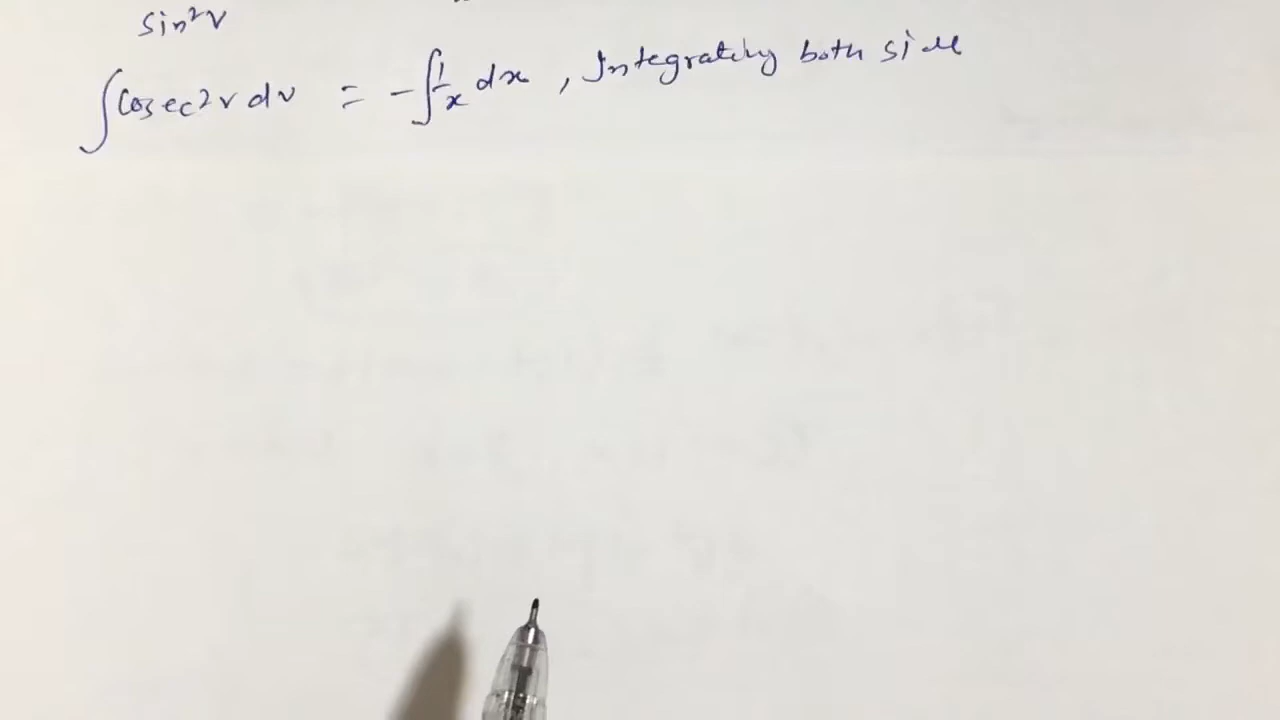 sin²v
∫cosec2v dv = -∫1/x dx , Integrating both side